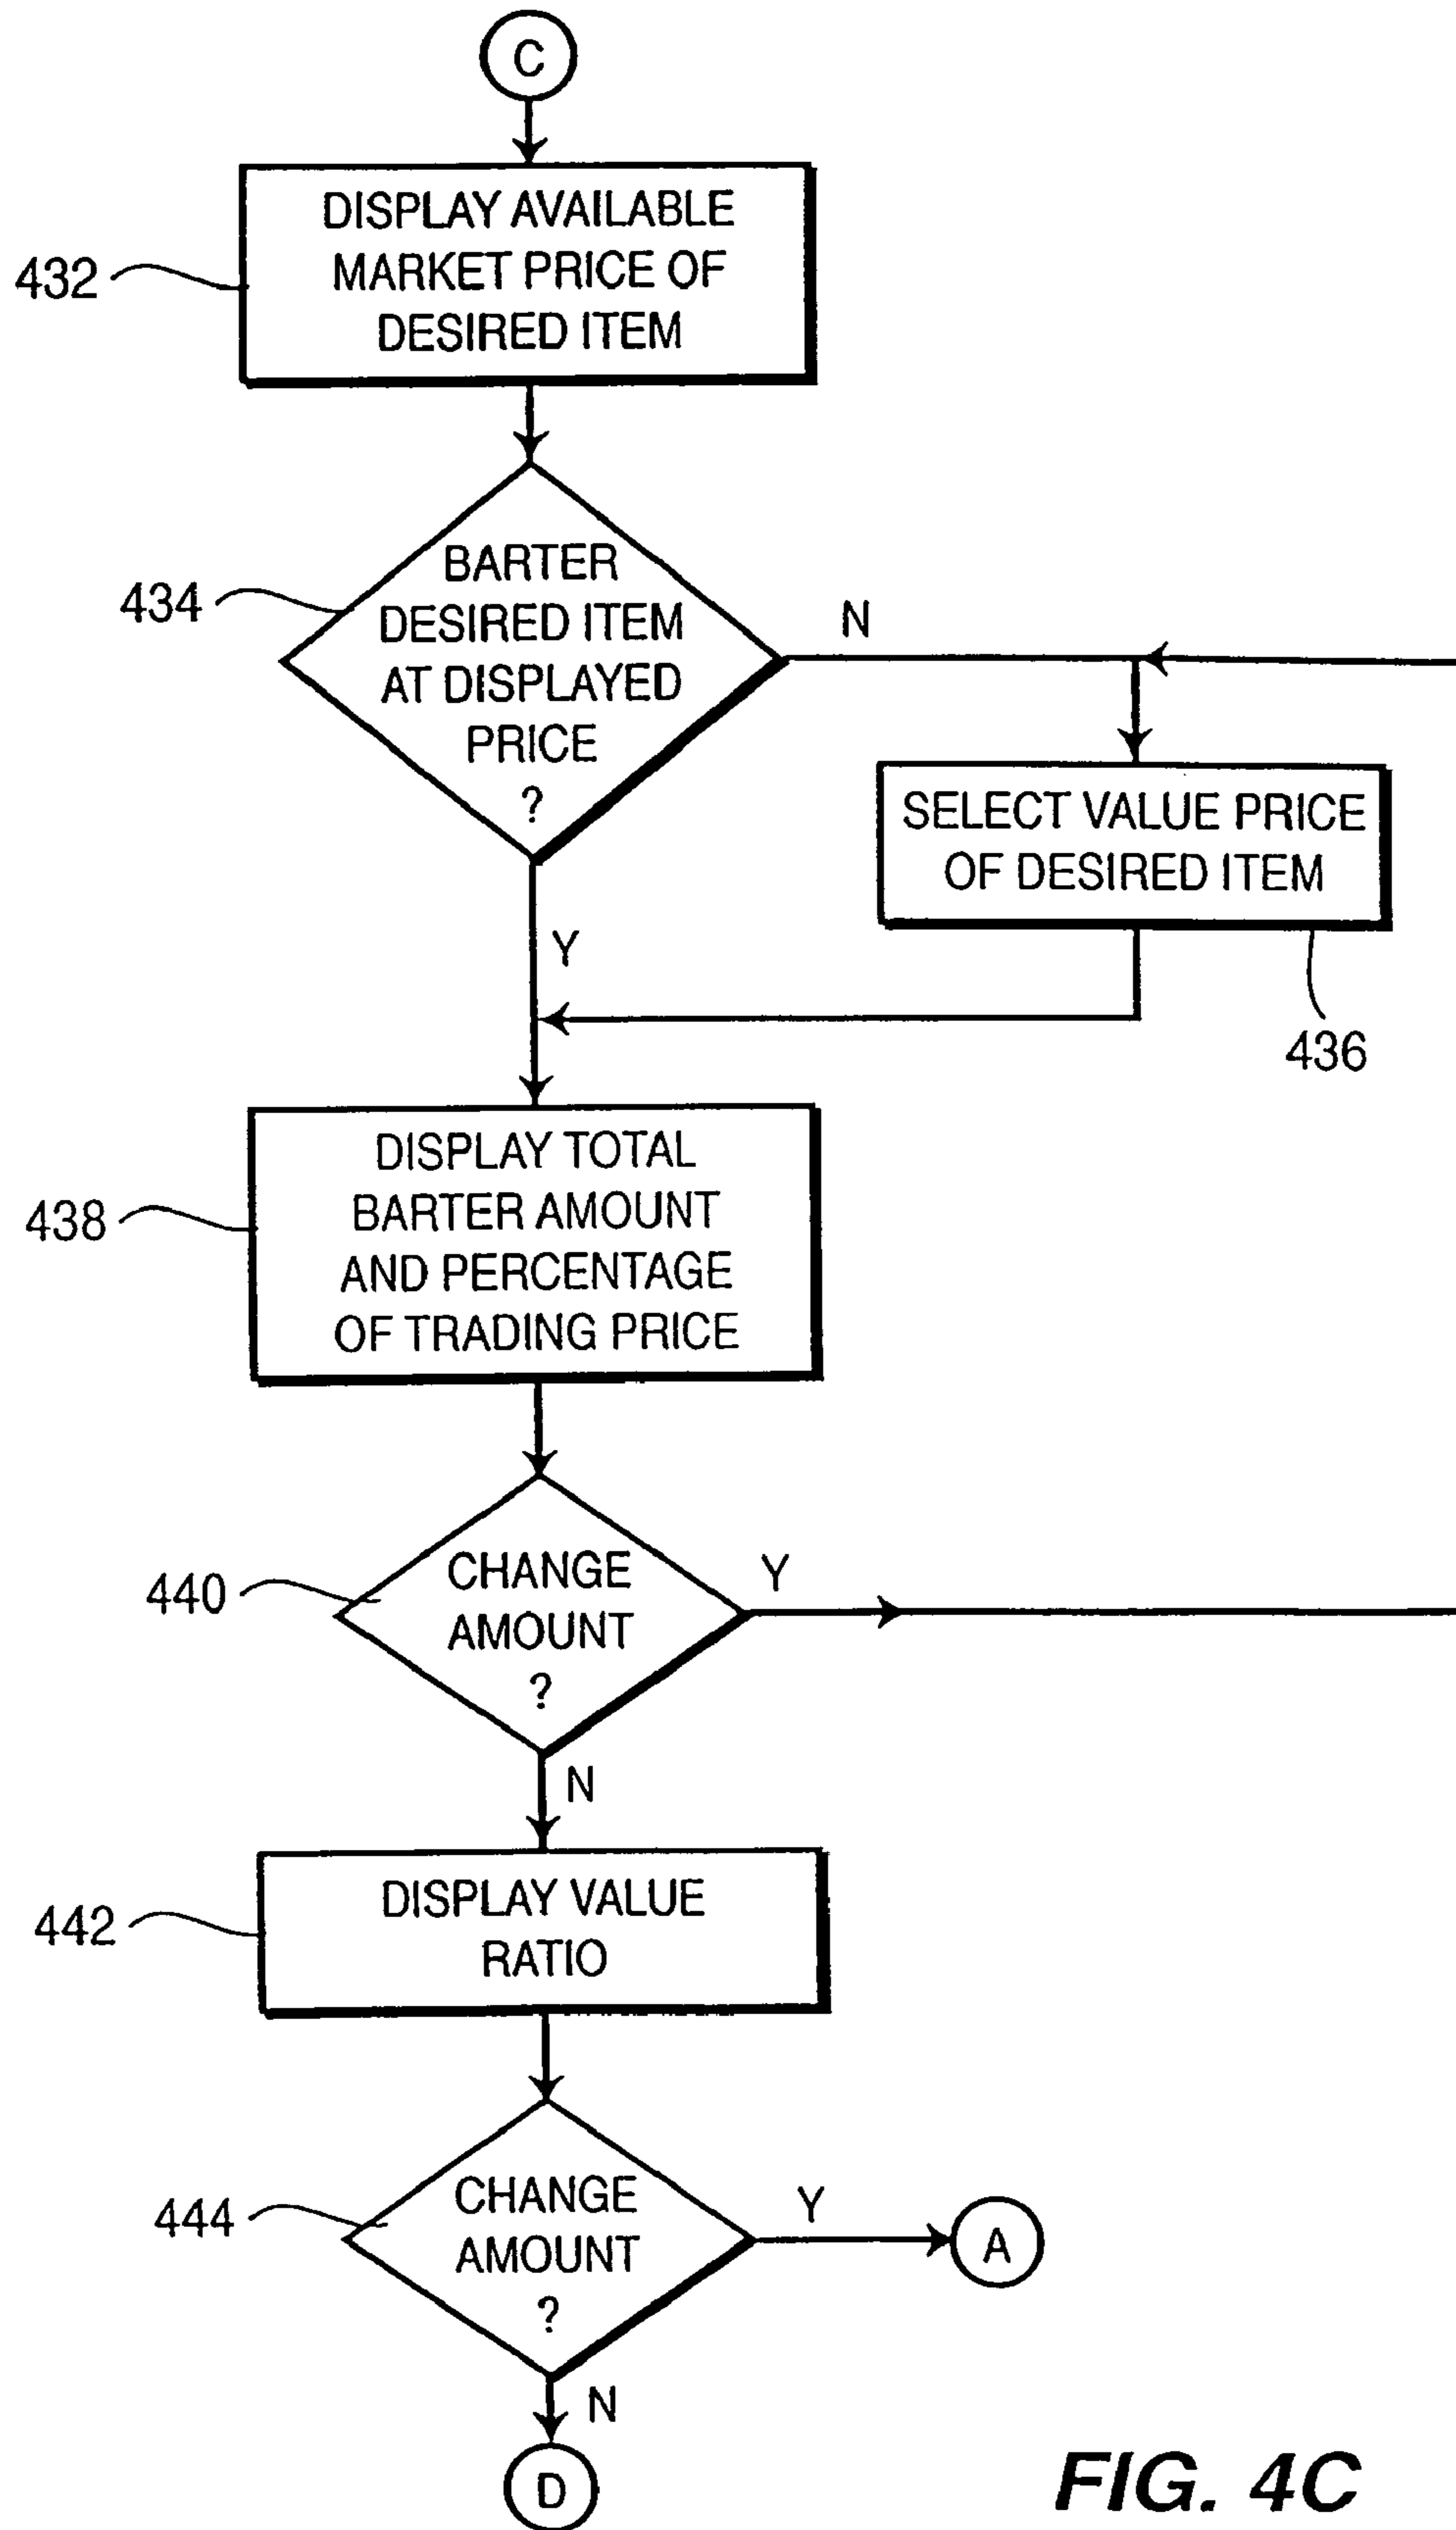 C
DISPLAY AVAILABLE
MARKET PRICE OF
DESIRED ITEM
432
BARTER
DESIRED ITEM
AT DISPLAYED
PRICE
?
434
N
SELECT VALUE PRICE
OF DESIRED ITEM
436
Y
DISPLAY TOTAL
BARTER AMOUNT
AND PERCENTAGE
OF TRADING PRICE
438
CHANGE
AMOUNT
?
440
Y
N
DISPLAY VALUE
RATIO
442
CHANGE
AMOUNT
?
444
Y
A
N
D
FIG. 4C